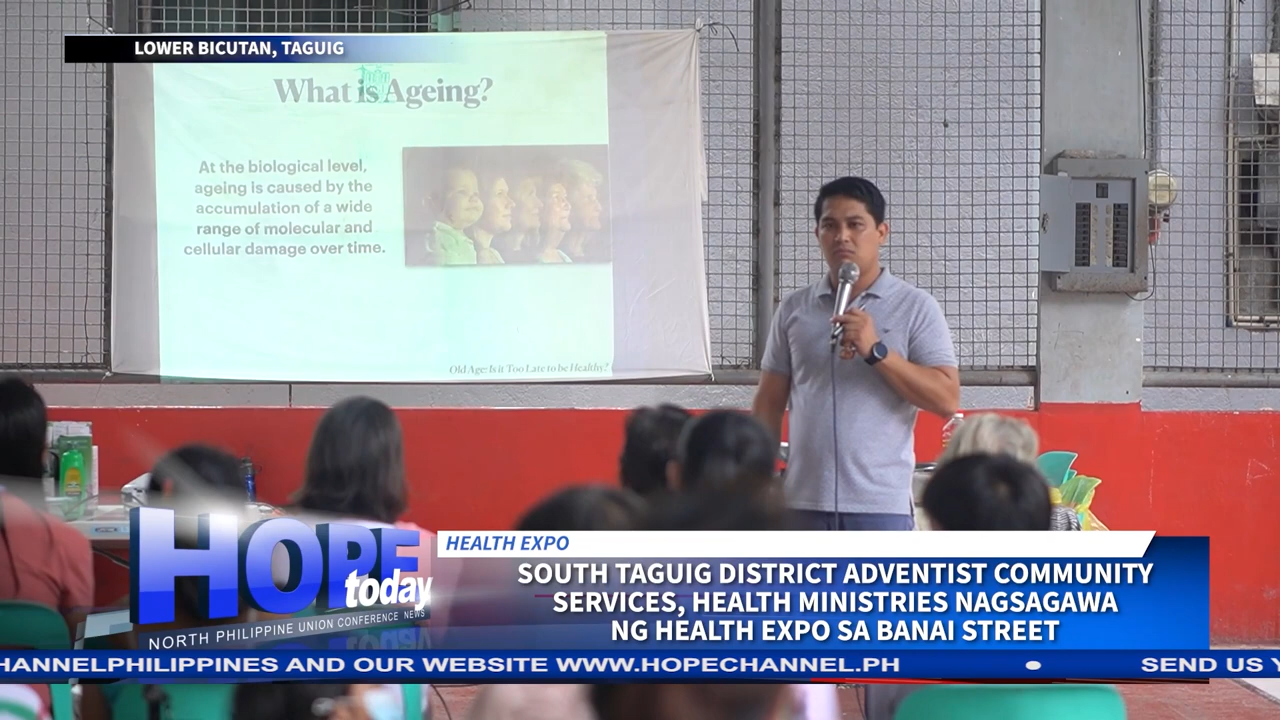 LOWER BICUTAN, TAGUIG
What is Ageing?
At the biological level,
ageing is caused by the
accumulation of a wide
range of molecular and
cellular damage over time.
Old Age: Is it Too Late to be Healthy?
HOPE
today
NORTH PHILIPPINE UNION CONFERENCE NEWS
HEALTH EXPO
SOUTH TAGUIG DISTRICT ADVENTIST COMMUNITY
SERVICES, HEALTH MINISTRIES NAGSAGAWA
NG HEALTH EXPO SA BANAI STREET
HANNELPHILIPPINES AND OUR WEBSITE WWW.HOPECHANNEL.PH ● SEND US Y